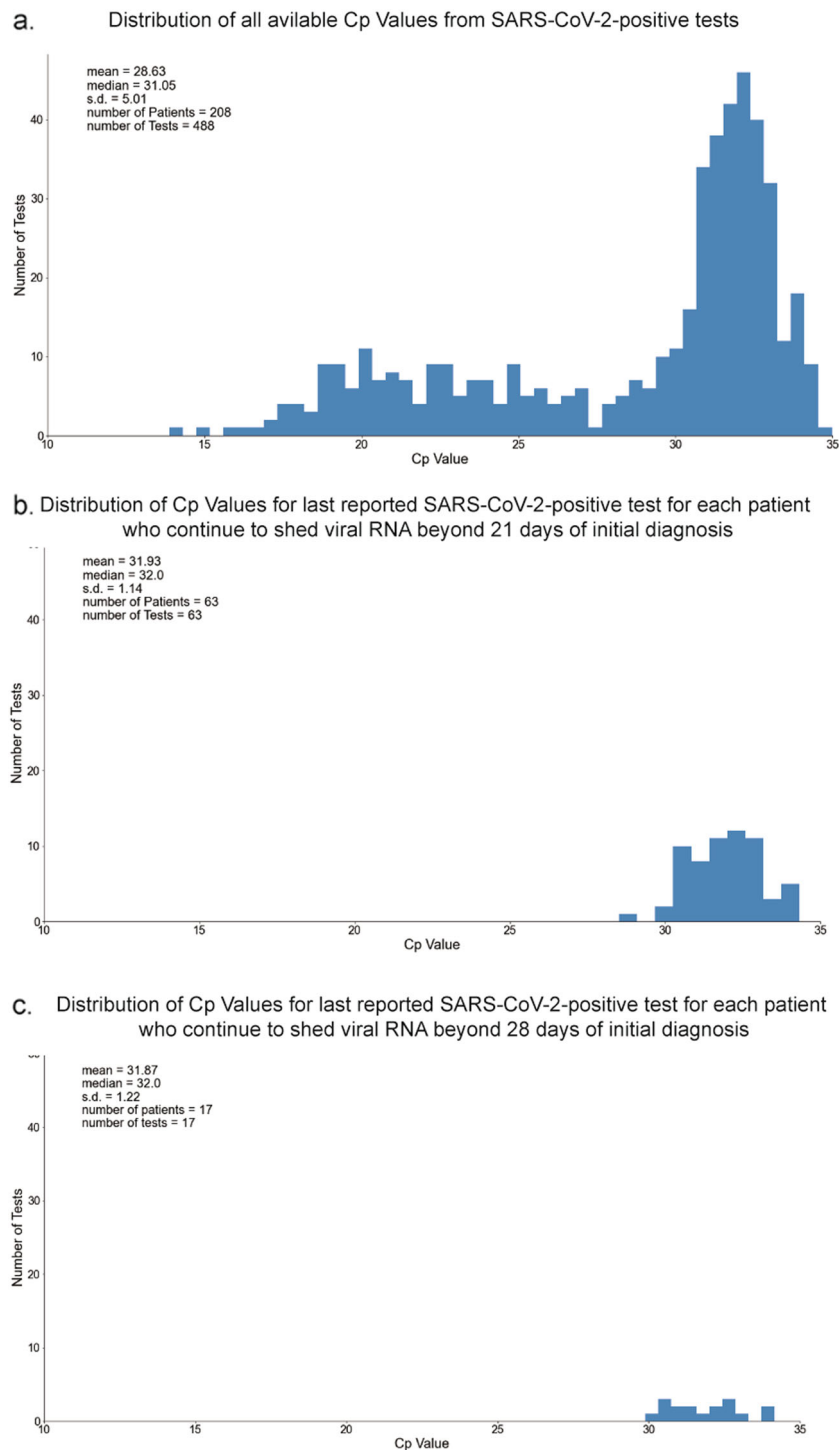 a. Distribution of all avilable Cp Values from SARS-CoV-2-positive tests
mean = 28.63
median = 31.05
s.d. = 5.01
number of Patients = 208
number of Tests = 488
40
30
20
10
0
Number of Tests
10 15 20 25 30 35
Cp Value
b. Distribution of Cp Values for last reported SARS-CoV-2-positive test for each patient
who continue to shed viral RNA beyond 21 days of initial diagnosis
mean = 31.93
median = 32.0
s.d. = 1.14
number of Patients = 63
number of Tests = 63
40
30
20
10
0
Number of Tests
10 15 20 25 30 35
Cp Value
c. Distribution of Cp Values for last reported SARS-CoV-2-positive test for each patient
who continue to shed viral RNA beyond 28 days of initial diagnosis
mean = 31.87
median = 32.0
s.d. = 1.22
number of patients = 17
number of tests = 17
40
30
20
10
0
Number of Tests
10 15 20 25 30 35
Cp Value